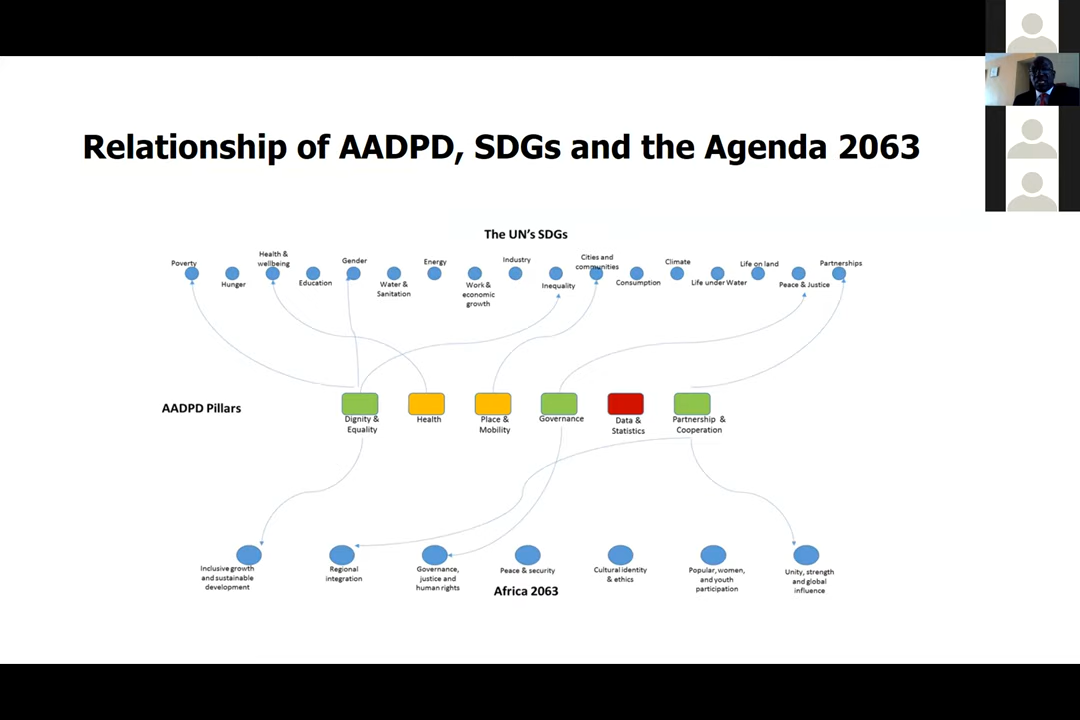 Relationship of AADPD, SDGs and the Agenda 2063
The UN's SDGs
Poverty
Hunger
Health &
wellbeing
Education
Gender
Water &
Sanitation
Energy
Work &
economic
growth
Industry
Inequality
Cities and
communities
Consumption
Climate
Life under Water
Life on land
Peace & Justice
Partnerships
AADPD Pillars
Dignity &
Equality
Health
Place &
Mobility
Governance
Data &
Statistics
Partnership &
Cooperation
Inclusive growth
and sustainable
development
Regional
integration
Governance,
justice and
human rights
Peace & security
Cultural identity
& ethics
Popular, women,
and youth
participation
Unity, strength
and global
influence
Africa 2063